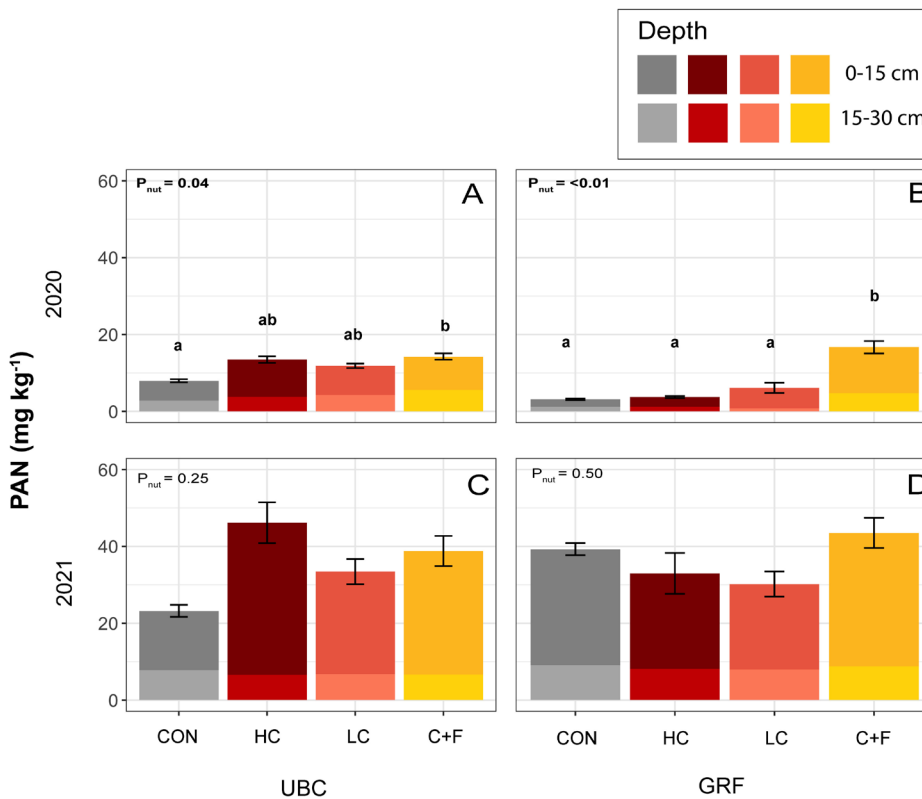 Depth
0-15 cm
15-30 cm
PAN (mg kg⁻¹)
2020
60
40
20
0
P_nut = 0.04
A
a
ab
ab
b
P_nut = <0.01
B
a
a
a
b
2021
60
40
20
0
P_nut = 0.25
C
P_nut = 0.50
D
CON HC LC C+F
CON HC LC C+F
UBC
GRF